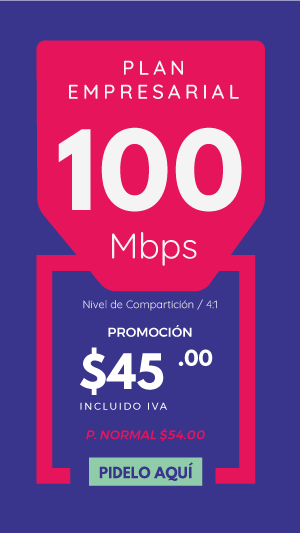 PLAN
EMPRESARIAL
100
Mbps
Nivel de Compartición / 4:1
PROMOCIÓN
$45 .00
INCLUIDO IVA
P. NORMAL $54.00
PIDELO AQUÍ